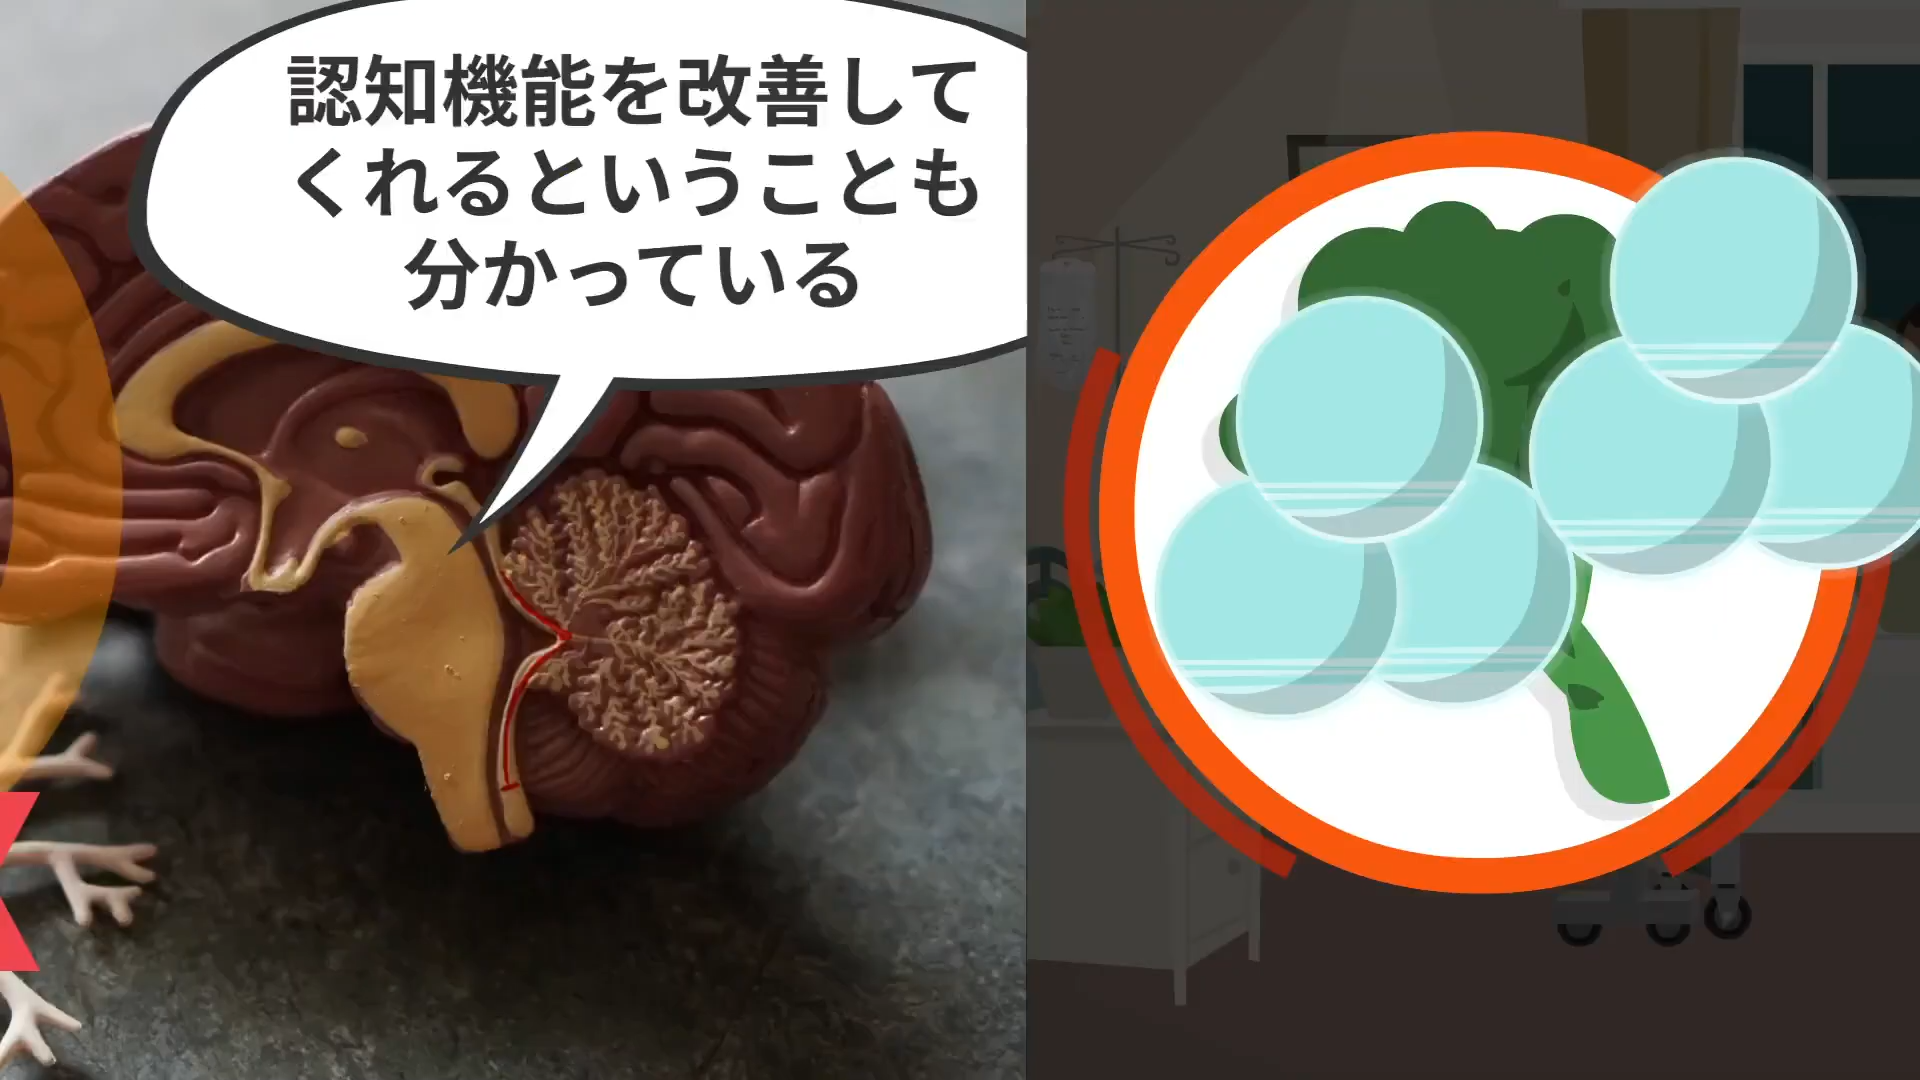 認知機能を改善して
くれるということも
分かっている